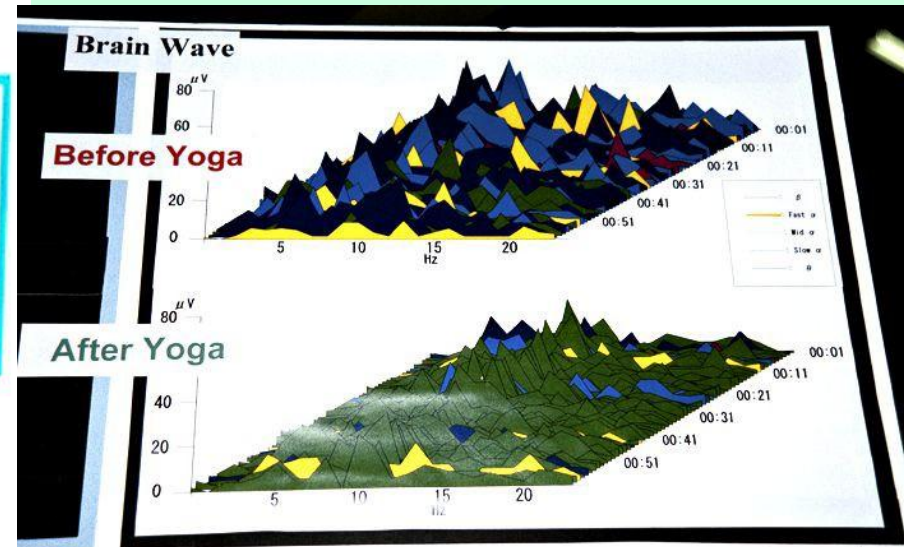 Brain Wave
μV
80
60
Before Yoga
20
0
5
10
15
20
Hz
00:01
00:11
00:21
00:31
00:41
00:51
β
Fast α
Mid α
Slow α
θ
μV
80
After Yoga
40
20
0
5
10
15
20
Hz
00:01
00:11
00:21
00:31
00:41
00:51